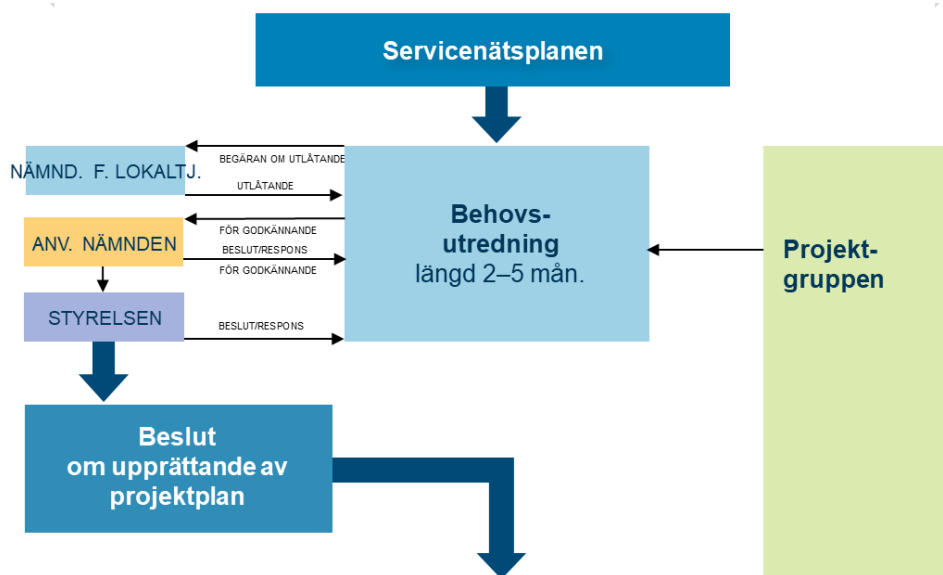 Servicenätsplanen
NÄMND. F. LOKALTJ.
BEGÄRAN OM UTLÅTANDE
UTLÅTANDE
ANV. NÄMNDEN
FÖR GODKÄNNANDE
BESLUT/RESPONS
FÖR GODKÄNNANDE
STYRELSEN
BESLUT/RESPONS
Behovs-
utredning
längd 2–5 mån.
Projekt-
gruppen
Beslut
om upprättande av
projektplan